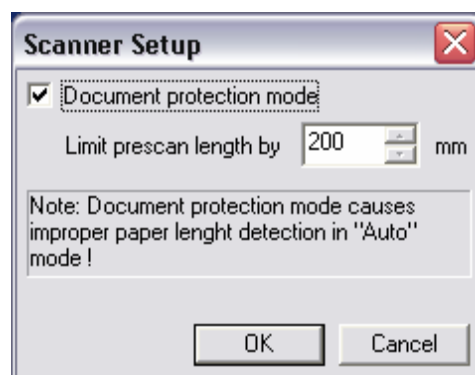 Scanner Setup
Document protection mode
Limit prescan length by 200 mm
Note: Document protection mode causes
improper paper lenght detection in "Auto"
mode !
OK Cancel